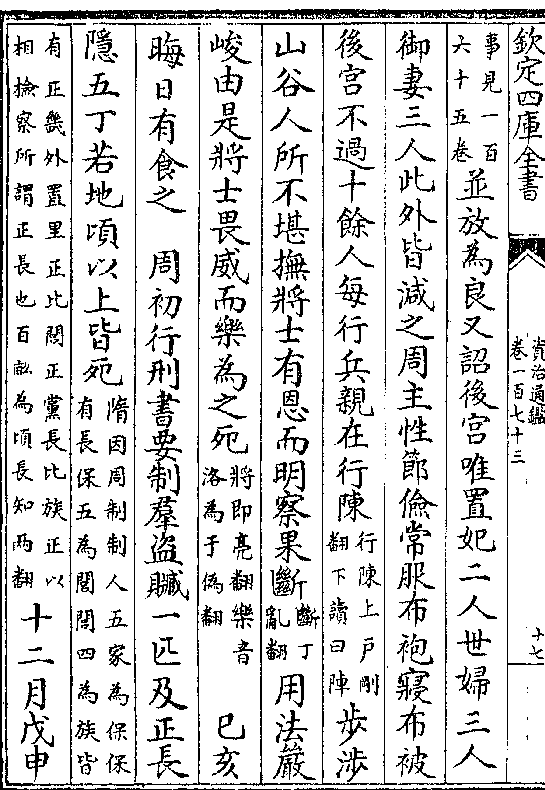 欽定四庫全書
資治通鑑
卷一百七十三
十七
事見一百
六十五卷
並放為良又詔後宮唯置妃二人世婦三人
御妻三人此外皆減之周主性節儉常服布袍寢布被
後宮不過十餘人每行兵親在行陳
行陳上戶剛
翻下讀曰陣
步渉
山谷人所不堪撫將士有恩而明察果斷
斷丁
亂翻
用法嚴
峻由是將士畏威而樂為之死
將即亮翻樂音
洛為于偽翻
己亥
晦日有食之　周初行刑書要制羣盜贓一匹及正長
隱五丁若地頃以上皆死
隋因周制制人五家為保保
有長保五為閭閭四為族皆
有正畿外置里正比閭正黨長比族正以
相檢察所謂正長也百畝為頃長知兩翻
十二月戊申